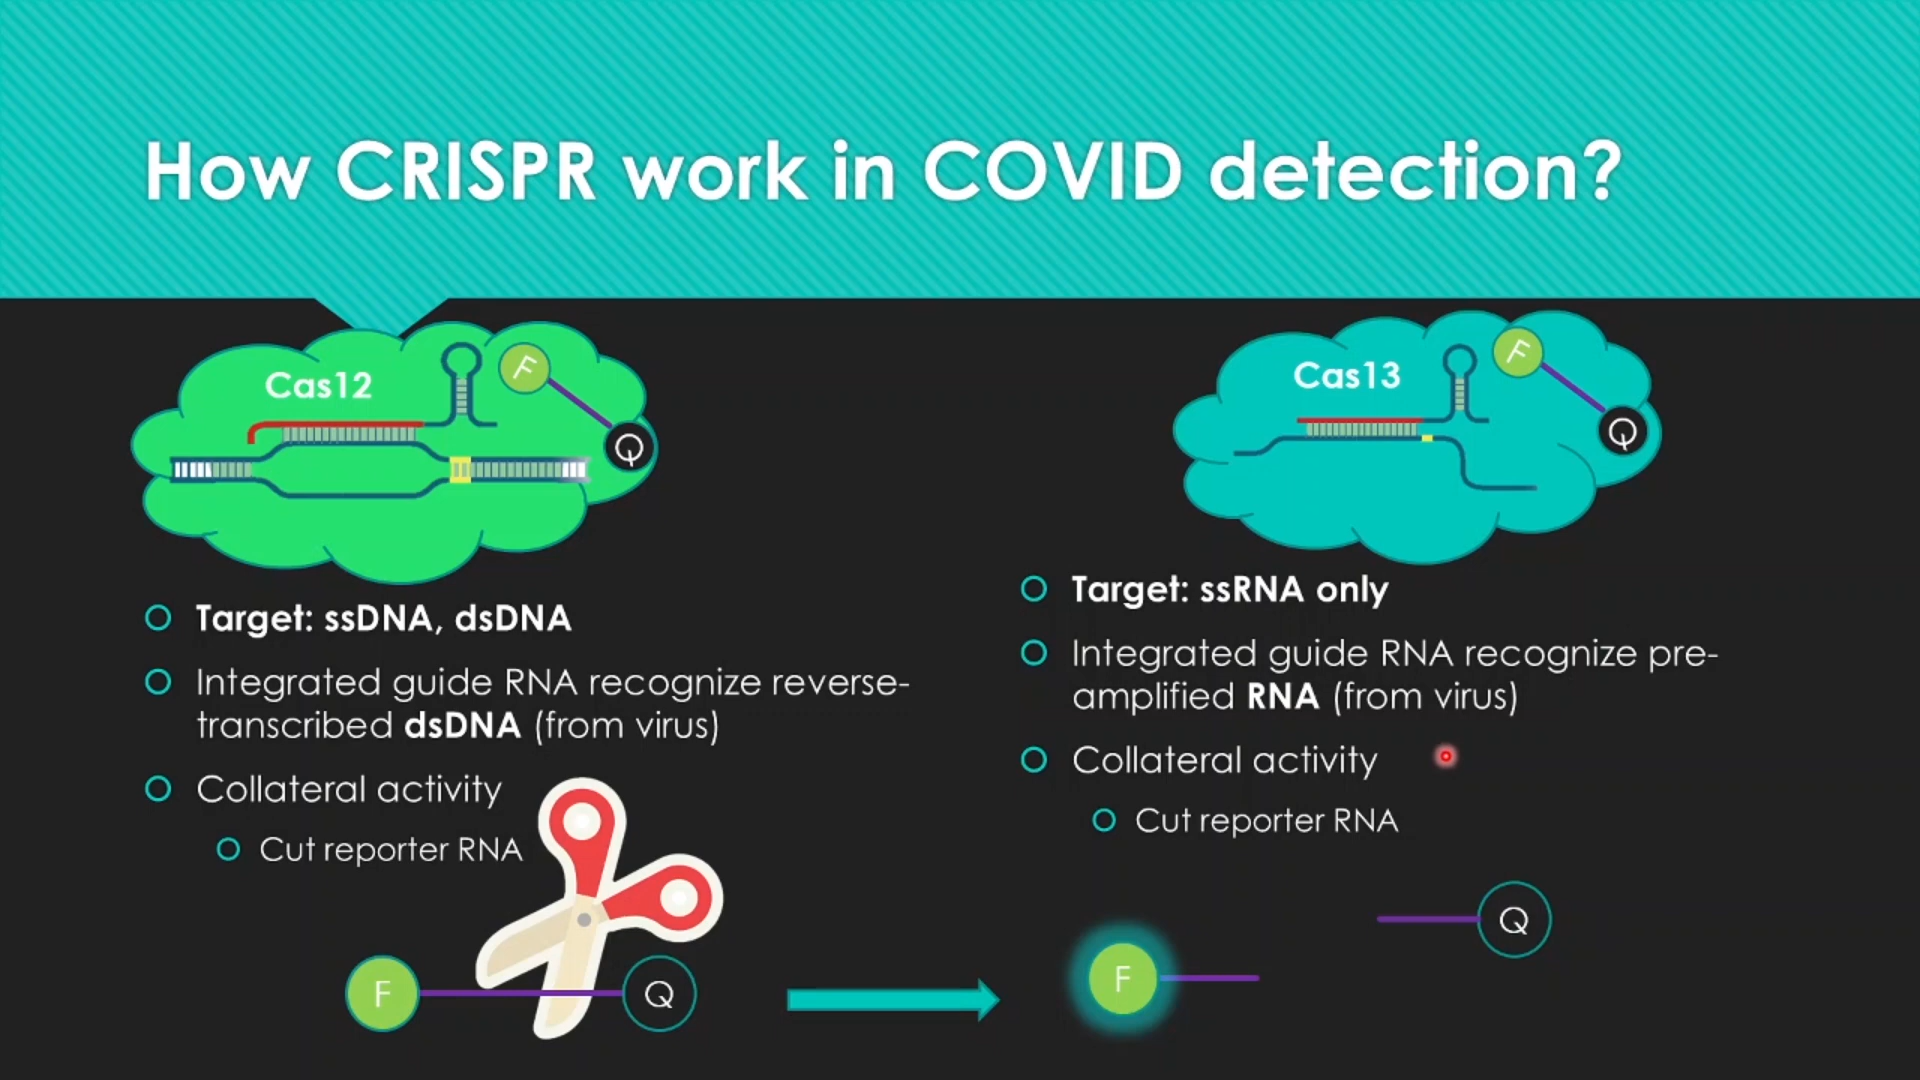 How CRISPR work in COVID detection?
Cas12
F
Q
Target: ssDNA, dsDNA
Integrated guide RNA recognize reverse-
transcribed dsDNA (from virus)
Collateral activity
Cut reporter RNA
F
Q
Cas13
F
Q
Target: ssRNA only
Integrated guide RNA recognize pre-
amplified RNA (from virus)
Collateral activity
Cut reporter RNA
F
Q